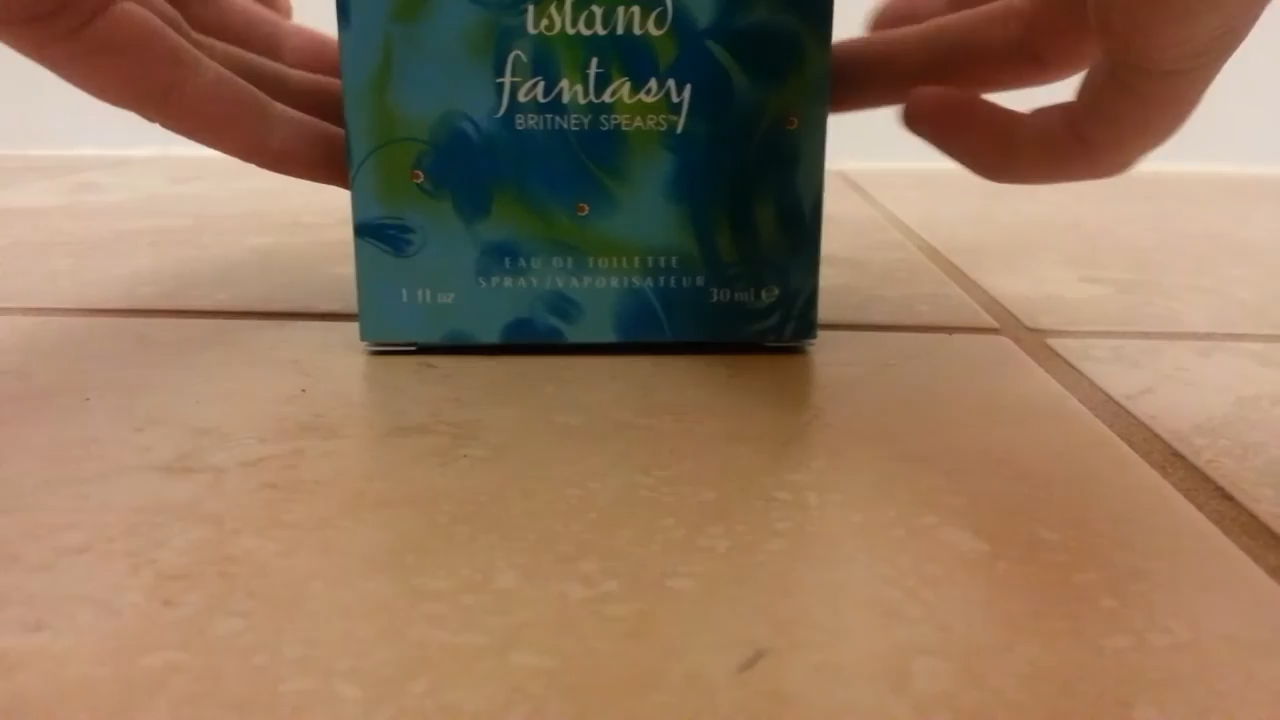 island
fantasy
BRITNEY SPEARS™
EAU DE TOILETTE
SPRAY/VAPORISATEUR
1 fl oz 30 ml ℮